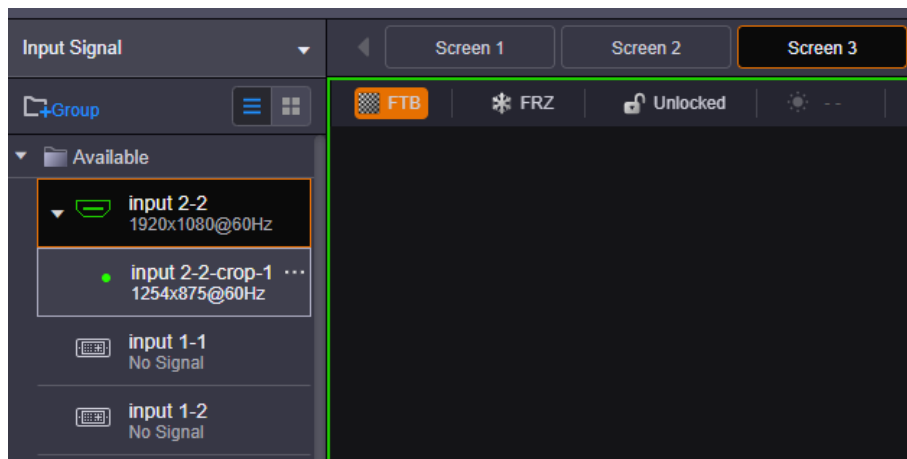 Input Signal
Screen 1
Screen 2
Screen 3
Group
FTB
FRZ
Unlocked
--
Available
input 2-2
1920x1080@60Hz
input 2-2-crop-1 ···
1254x875@60Hz
input 1-1
No Signal
input 1-2
No Signal